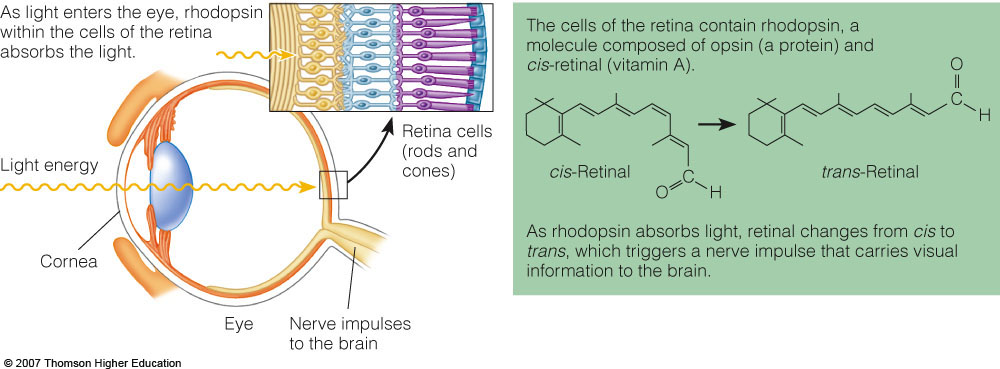 As light enters the eye, rhodopsin
within the cells of the retina
absorbs the light.
Light energy
Cornea
Eye
Nerve impulses
to the brain
Retina cells
(rods and
cones)
© 2007 Thomson Higher Education
The cells of the retina contain rhodopsin, a
molecule composed of opsin (a protein) and
cis-retinal (vitamin A).
O
C
H
cis-Retinal
trans-Retinal
O
C
H
As rhodopsin absorbs light, retinal changes from cis to
trans, which triggers a nerve impulse that carries visual
information to the brain.